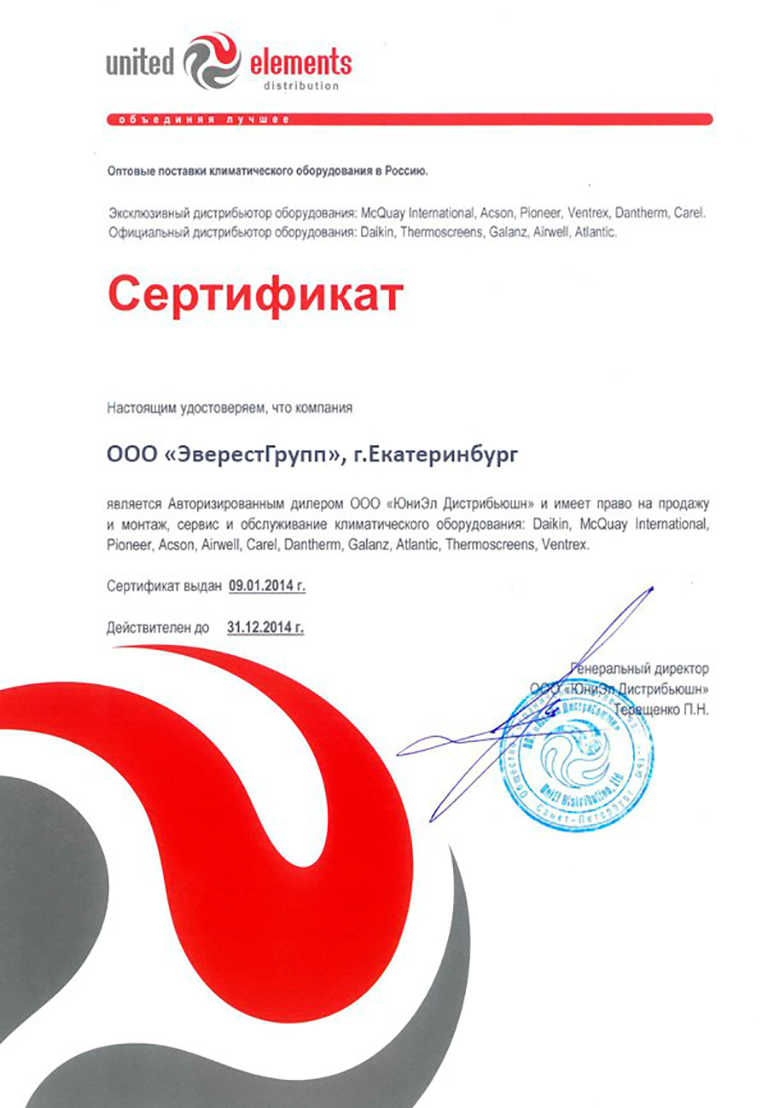 united elements
distribution
объединяя лучшее
Оптовые поставки климатического оборудования в Россию.
Эксклюзивный дистрибьютор оборудования: McQuay International, Acson, Pioneer, Ventrex, Dantherm, Carel.
Официальный дистрибьютор оборудования: Daikin, Thermoscreens, Galanz, Airwell, Atlantic.
Сертификат
Настоящим удостоверяем, что компания
ООО «ЭверестГрупп», г.Екатеринбург
является Авторизированным дилером ООО «ЮниЭл Дистрибьюшн» и имеет право на продажу
и монтаж, сервис и обслуживание климатического оборудования: Daikin, McQuay International,
Pioneer, Acson, Airwell, Carel, Dantherm, Galanz, Atlantic, Thermoscreens, Ventrex.
Сертификат выдан 09.01.2014 г.
Действителен до 31.12.2014 г.
Генеральный директор
ООО «ЮниЭл Дистрибьюшн»
Терещенко П.Н.
Uniel Distribution, Ltd.
Санкт-Петербург